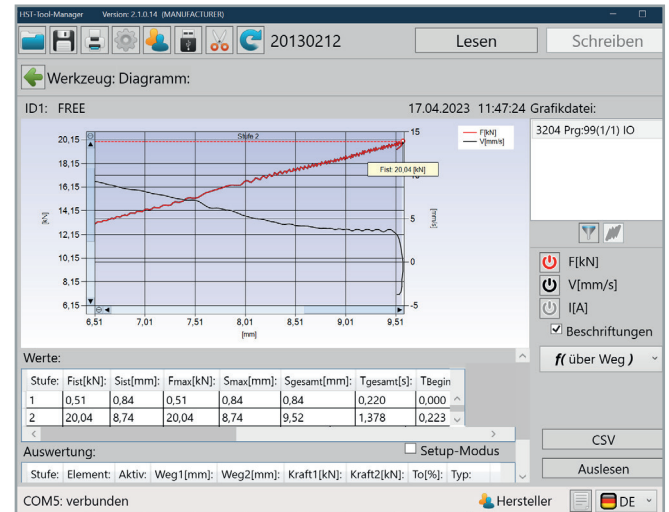 HST-Tool-Manager Version: 2.1.0.14 (MANUFACTURER)
20130212 Lesen Schreiben
Werkzeug: Diagramm:
ID1: FREE 17.04.2023 11:47:24 Grafikdatei:
3204 Prg:99(1/1) IO
Stufe 2
F[kN]
V[mm/s]
Fist: 20,04 [kN]
20,15
18,15
16,15
14,15
12,15
10,15
8,15
6,15
[kN]
15
10
5
0
-5
[mm/s]
6,51 7,01 7,51 8,01 8,51 9,01 9,51
[mm]
F[kN]
V[mm/s]
I[A]
Beschriftungen
f( über Weg )
Werte:
Stufe: Fist[kN]: Sist[mm]: Fmax[kN]: Smax[mm]: Sgesamt[mm]: Tgesamt[s]: TBegin
1 0,51 0,84 0,51 0,84 0,84 0,220 0,000
2 20,04 8,74 20,04 8,74 9,52 1,378 0,223
CSV
Auswertung: Setup-Modus
Auslesen
Stufe: Element: Aktiv: Weg1[mm]: Weg2[mm]: Kraft1[kN]: Kraft2[kN]: To[%]: Typ:
COM5: verbunden Hersteller DE